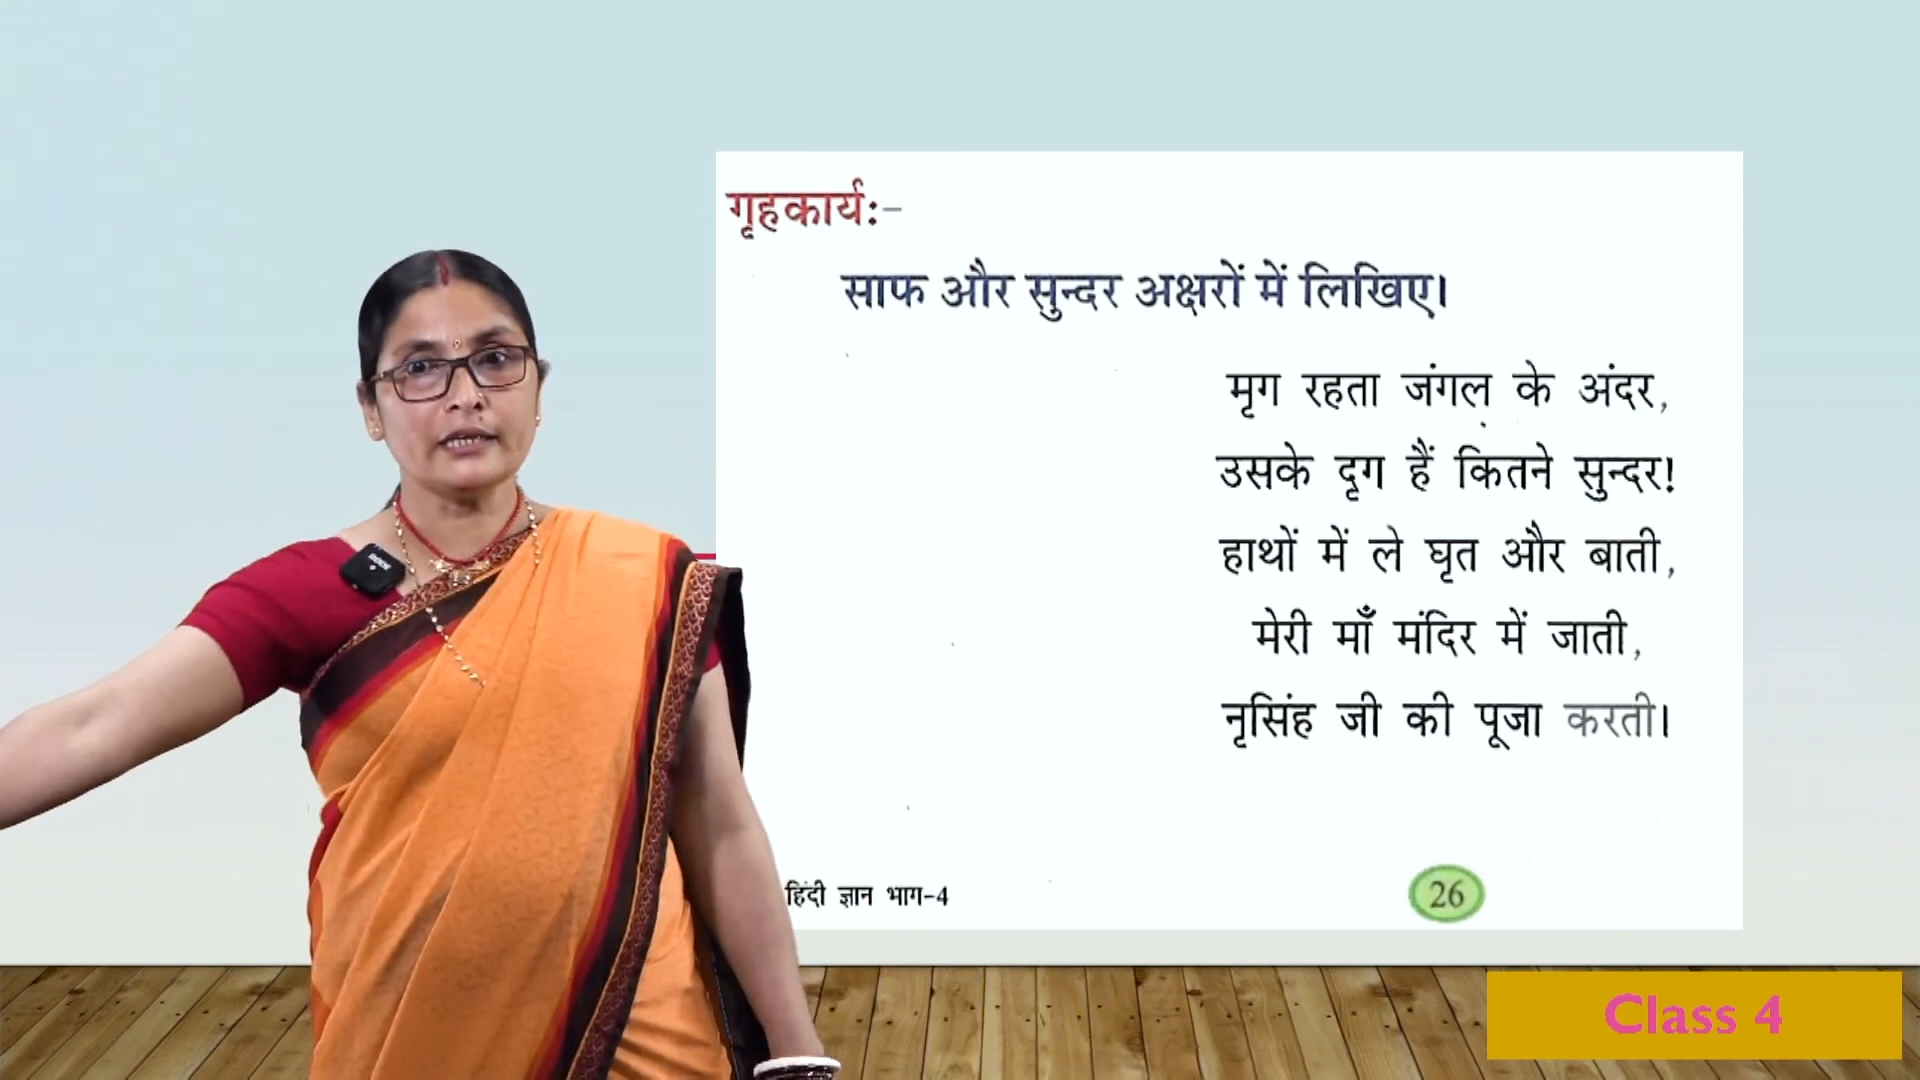 गृहकार्य:-
साफ और सुन्दर अक्षरों में लिखिए।
मृग रहता जंगल के अंदर,
उसके दृग हैं कितने सुन्दर!
हाथों में ले घृत और बाती,
मेरी माँ मंदिर में जाती,
नृसिंह जी की पूजा करती।
हिंदी ज्ञान भाग-4
26
Class 4